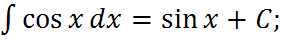 ∫ cos x dx = sin x + C;